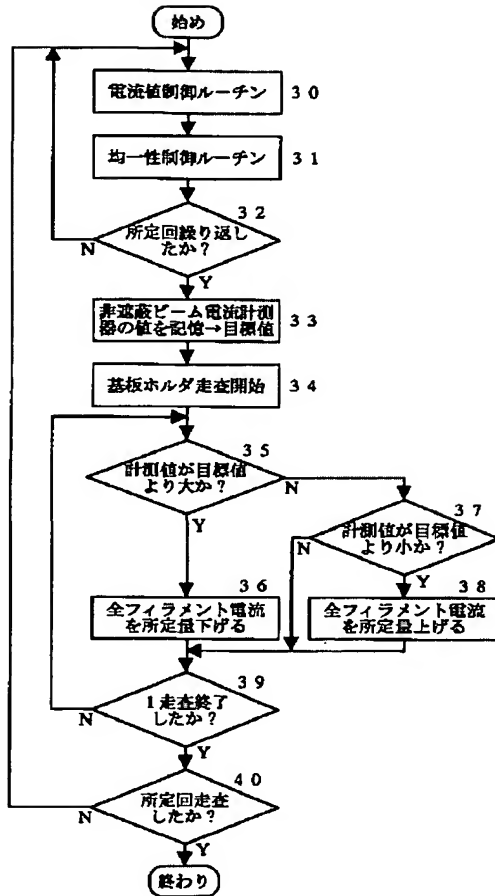 始め
電流値制御ルーチン
30
均一性制御ルーチン
31
32
所定回繰り返し
たか?
N
Y
非遮蔽ビーム電流計測
器の値を記憶→目標値
33
基板ホルダ走査開始
34
35
計測値が目標値
より大か?
N
Y
37
計測値が目標値
より小か?
N
Y
36
全フィラメント電流
を所定量下げる
38
全フィラメント電流
を所定量上げる
39
1走査終了
したか?
N
Y
40
所定回走査
したか?
N
Y
終わり